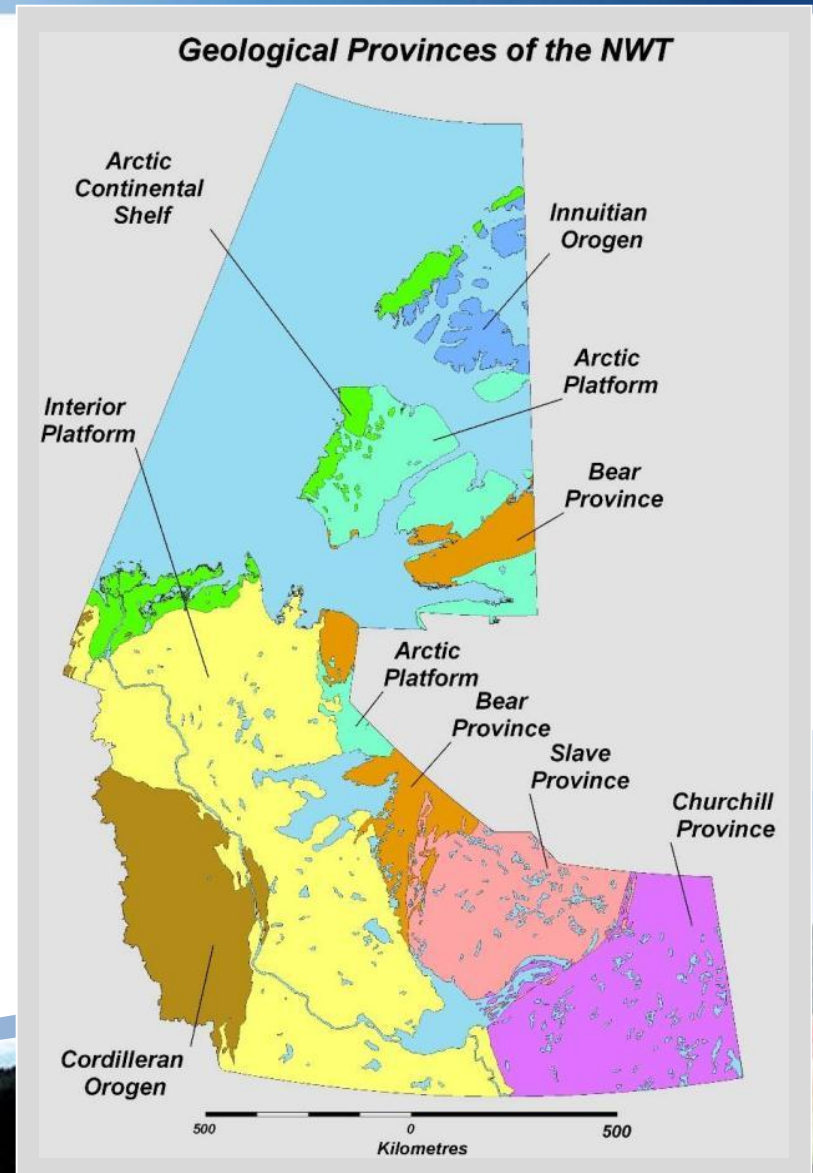 Geological Provinces of the NWT
Arctic
Continental
Shelf
Innuitian
Orogen
Arctic
Platform
Interior
Platform
Bear
Province
Arctic
Platform
Bear
Province
Slave
Province
Churchill
Province
Cordilleran
Orogen
500
0
500
Kilometres